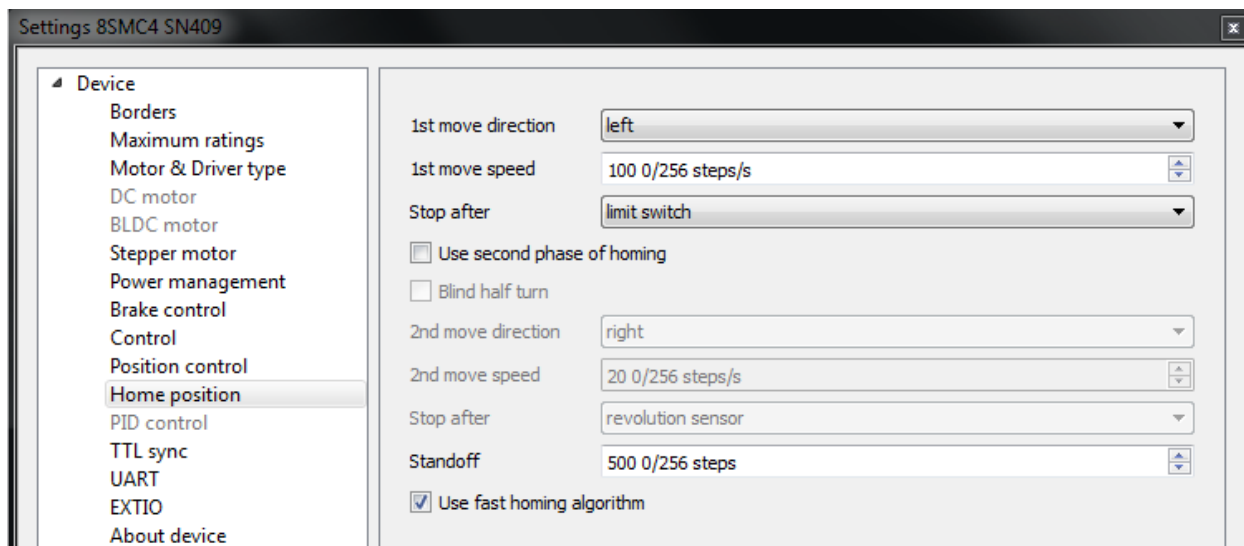 Settings 8SMC4 SN409
Device
Borders
Maximum ratings
Motor & Driver type
DC motor
BLDC motor
Stepper motor
Power management
Brake control
Control
Position control
Home position
PID control
TTL sync
UART
EXTIO
About device
1st move direction left
1st move speed 100 0/256 steps/s
Stop after limit switch
Use second phase of homing
Blind half turn
2nd move direction right
2nd move speed 20 0/256 steps/s
Stop after revolution sensor
Standoff 500 0/256 steps
Use fast homing algorithm